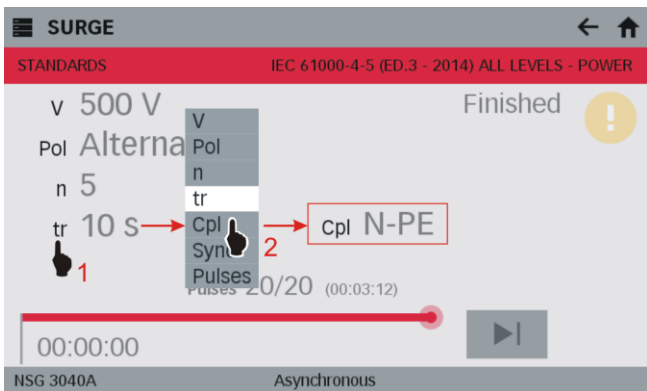 SURGE
STANDARDS IEC 61000-4-5 (ED.3 - 2014) ALL LEVELS - POWER
V 500 V
Finished
!
Pol Alterna
n 5
tr 10 s
1
V
Pol
n
tr
Cpl
Sync
Pulses
2
Cpl N-PE
Pulses 20/20 (00:03:12)
00:00:00
NSG 3040A Asynchronous